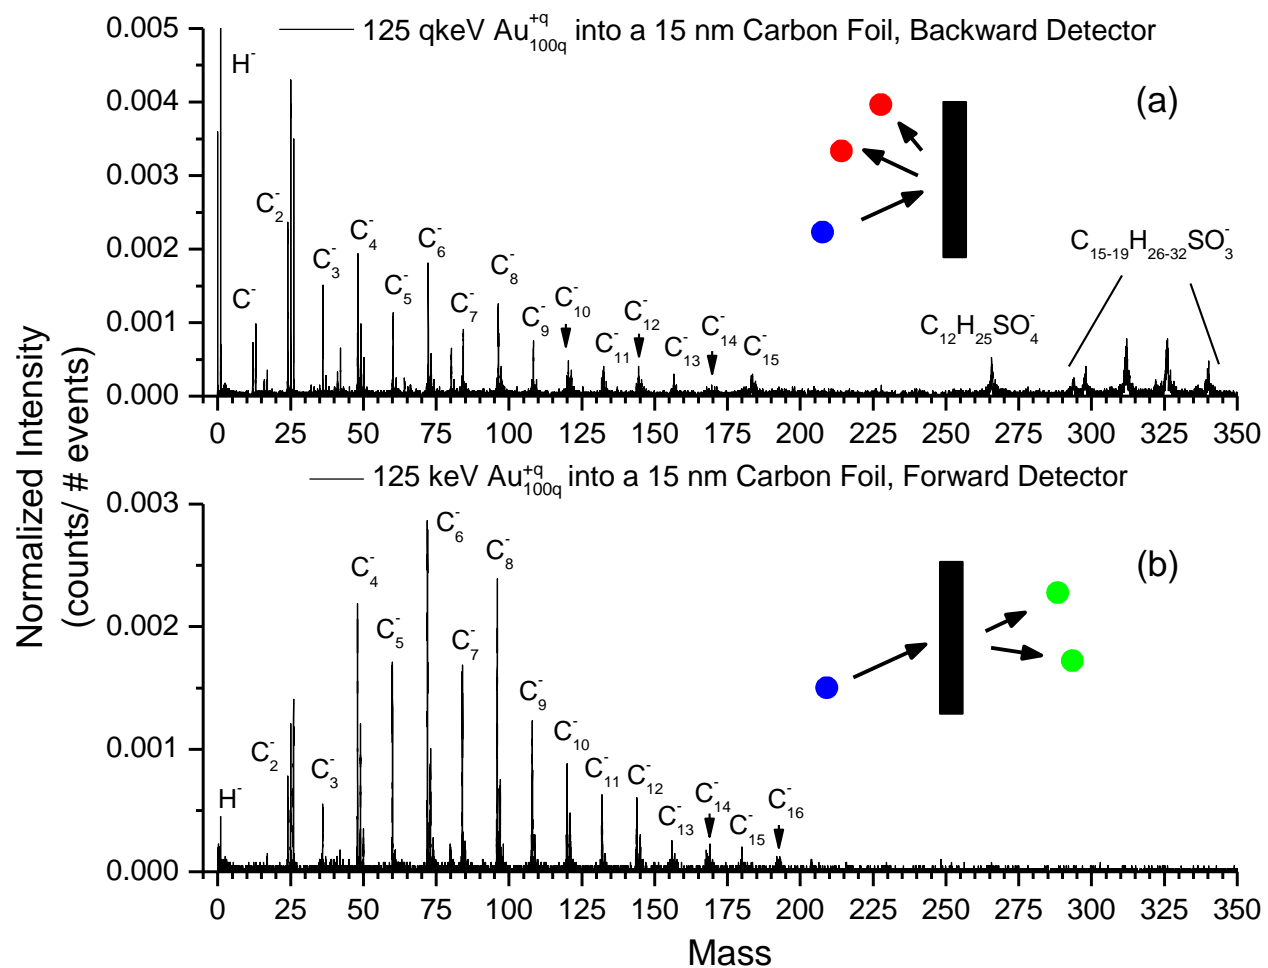 125 qkeV Au₁₀₀q⁺q into a 15 nm Carbon Foil, Backward Detector
(a)
0.005
0.004
0.003
0.002
0.001
0.000
H⁻
C⁻
C₂⁻
C₃⁻
C₄⁻
C₅⁻
C₆⁻
C₇⁻
C₈⁻
C₉⁻
C₁₀⁻
C₁₁⁻
C₁₂⁻
C₁₃⁻
C₁₄⁻
C₁₅⁻
C₁₂H₂₅SO₄⁻
C₁₅₋₁₉H₂₆₋₃₂SO₃⁻
0 25 50 75 100 125 150 175 200 225 250 275 300 325 350
Normalized Intensity
(counts/ # events)
125 keV Au₁₀₀q⁺q into a 15 nm Carbon Foil, Forward Detector
(b)
0.003
0.002
0.001
0.000
H⁻
C₂⁻
C₃⁻
C₄⁻
C₅⁻
C₆⁻
C₇⁻
C₈⁻
C₉⁻
C₁₀⁻
C₁₁⁻
C₁₂⁻
C₁₃⁻
C₁₄⁻
C₁₅⁻
C₁₆⁻
0 25 50 75 100 125 150 175 200 225 250 275 300 325 350
Mass